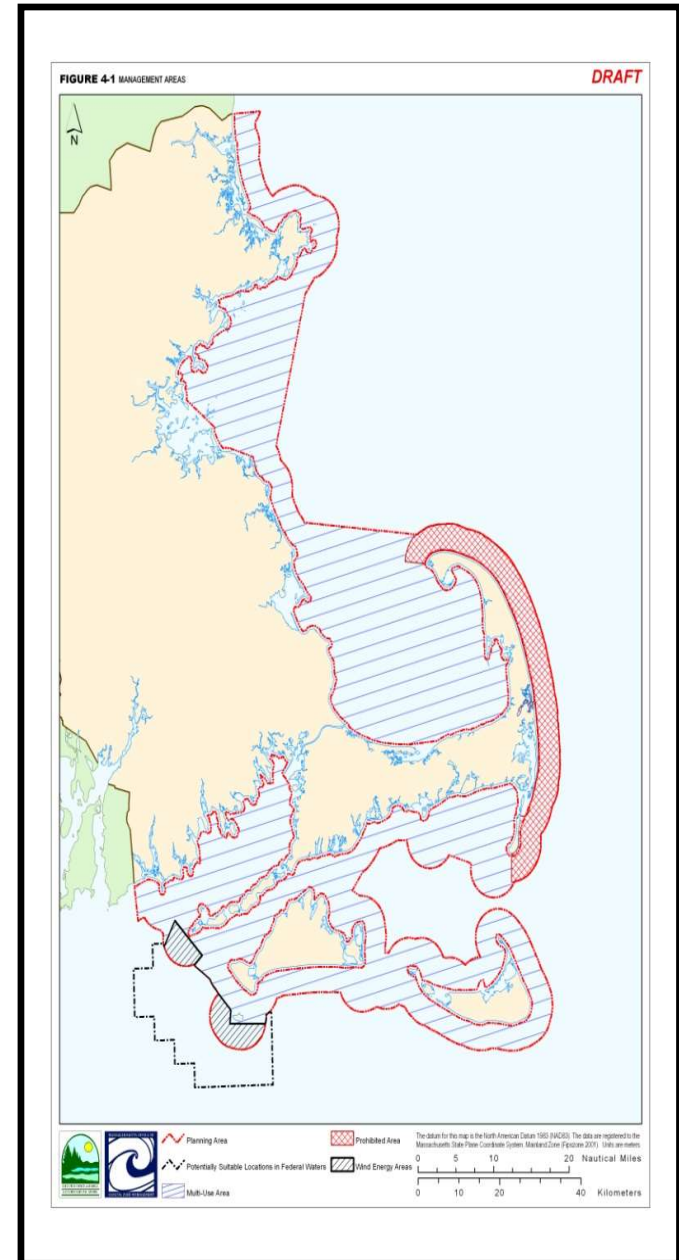 FIGURE 4-1 MANAGEMENT AREAS
DRAFT
N
Planning Area
Potentially Suitable Locations in Federal Waters
Multi-Use Area
Prohibited Area
Wind Energy Areas
The datum for this map is the North American Datum 1983 (NAD83). The data are registered to the
Massachusetts State Plane Coordinate System, Mainland Zone (Fipszone 2001). Units are meters.
0 5 10 20 Nautical Miles
0 10 20 40 Kilometers